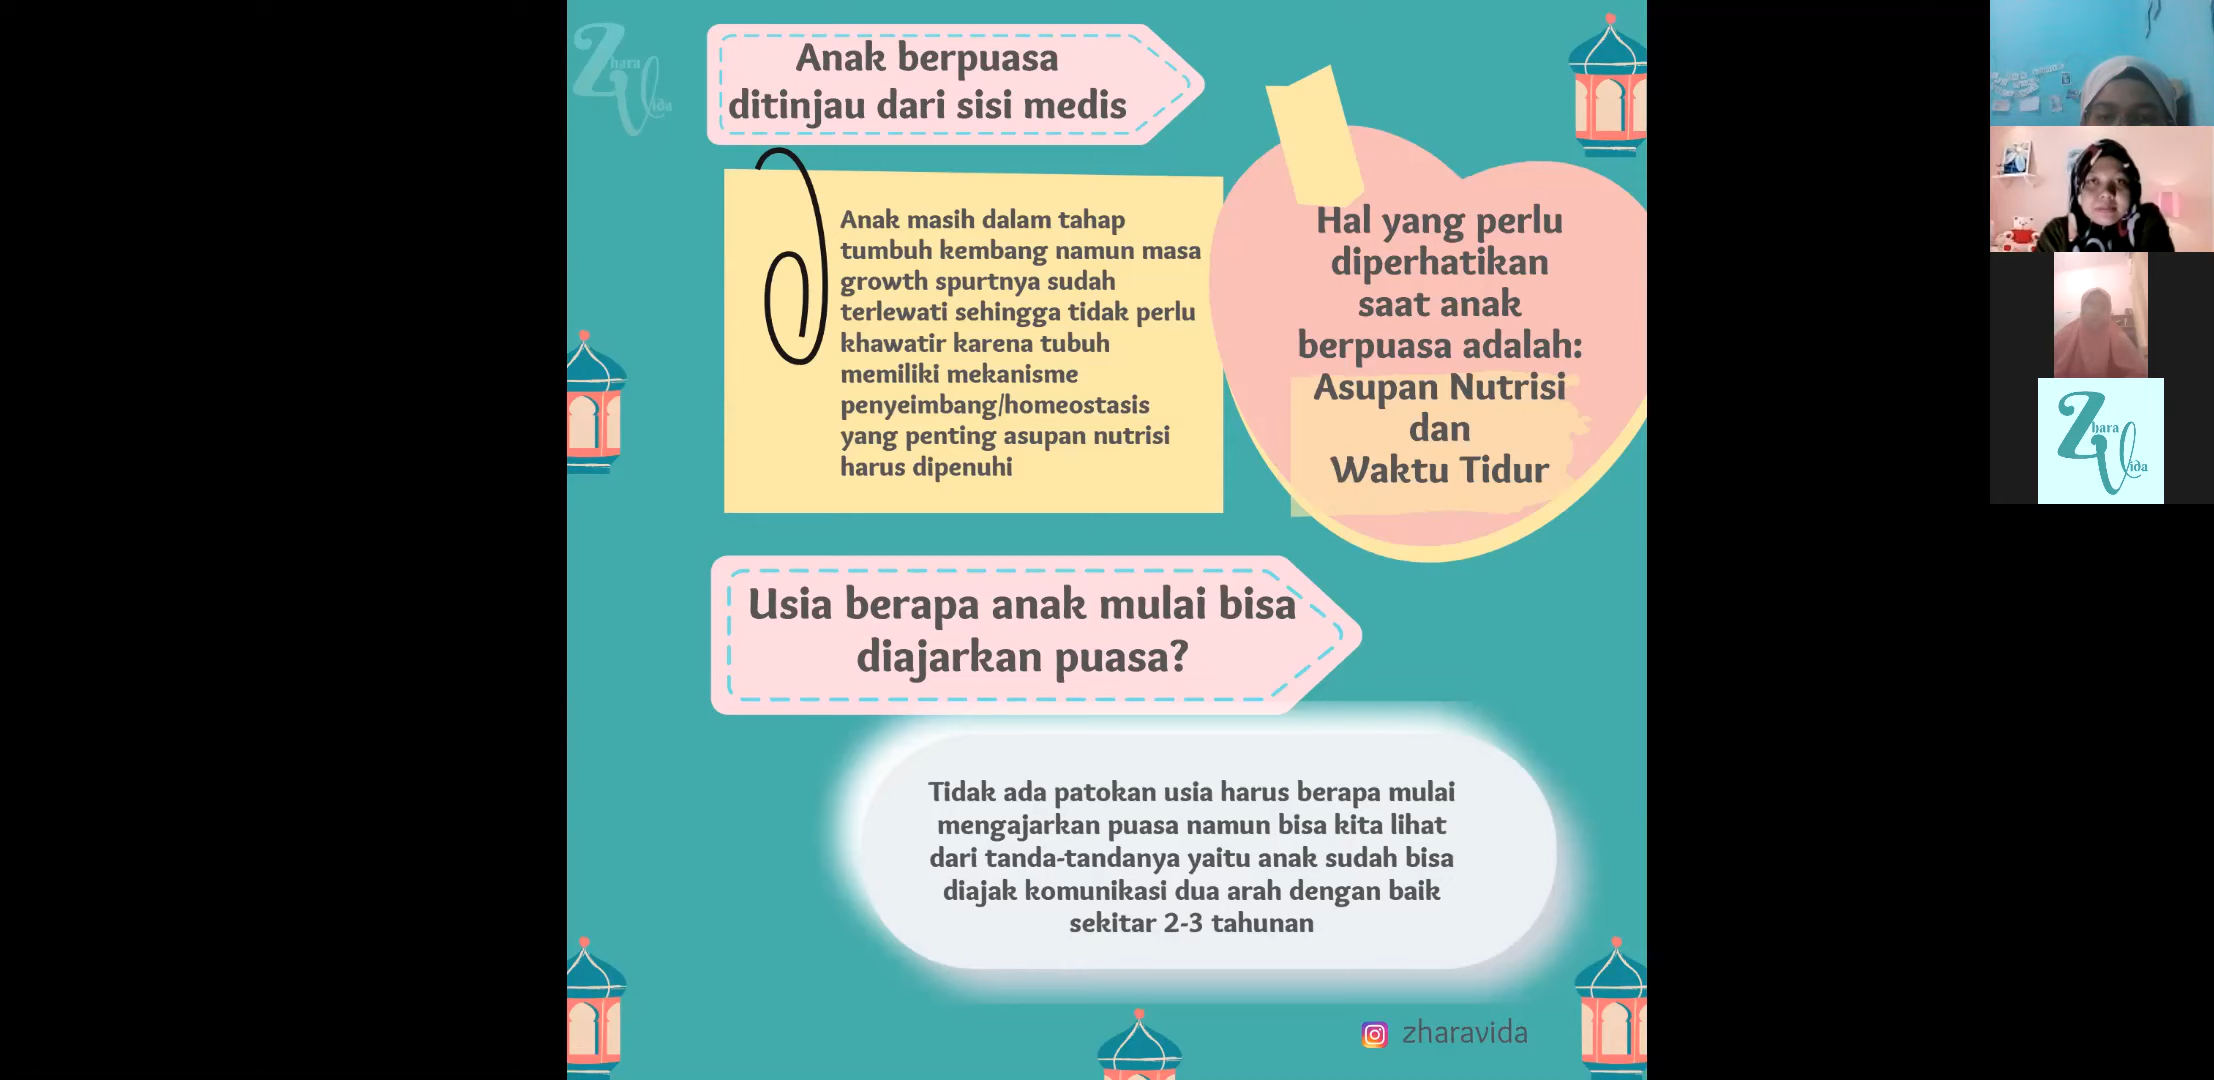 Zhara Vida
Anak berpuasa
ditinjau dari sisi medis
Anak masih dalam tahap
tumbuh kembang namun masa
growth spurtnya sudah
terlewati sehingga tidak perlu
khawatir karena tubuh
memiliki mekanisme
penyeimbang/homeostasis
yang penting asupan nutrisi
harus dipenuhi
Hal yang perlu
diperhatikan
saat anak
berpuasa adalah:
Asupan Nutrisi
dan
Waktu Tidur
Usia berapa anak mulai bisa
diajarkan puasa?
Tidak ada patokan usia harus berapa mulai
mengajarkan puasa namun bisa kita lihat
dari tanda-tandanya yaitu anak sudah bisa
diajak komunikasi dua arah dengan baik
sekitar 2-3 tahunan
zharavida
Zhara Vida